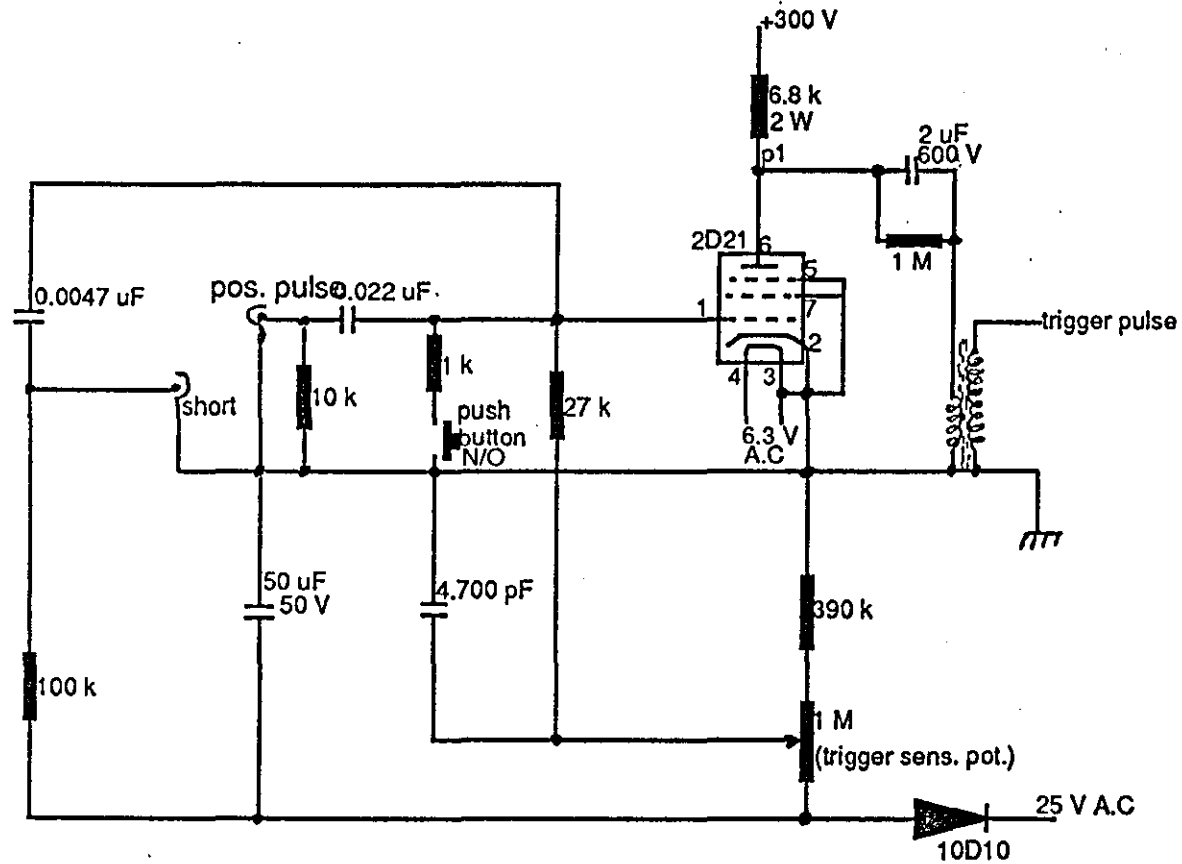 +300 V
6.8 k
2 W
p1
2 uF
600 V
1 M
2D21
6
5
7
1
2
4
3
6.3 V
A.C
0.0047 uF
pos. pulse
0.022 uF
trigger pulse
short
10 k
1 k
push
button
N/O
27 k
50 uF
50 V
4.700 pF
390 k
100 k
1 M
(trigger sens. pot.)
25 V A.C
10D10